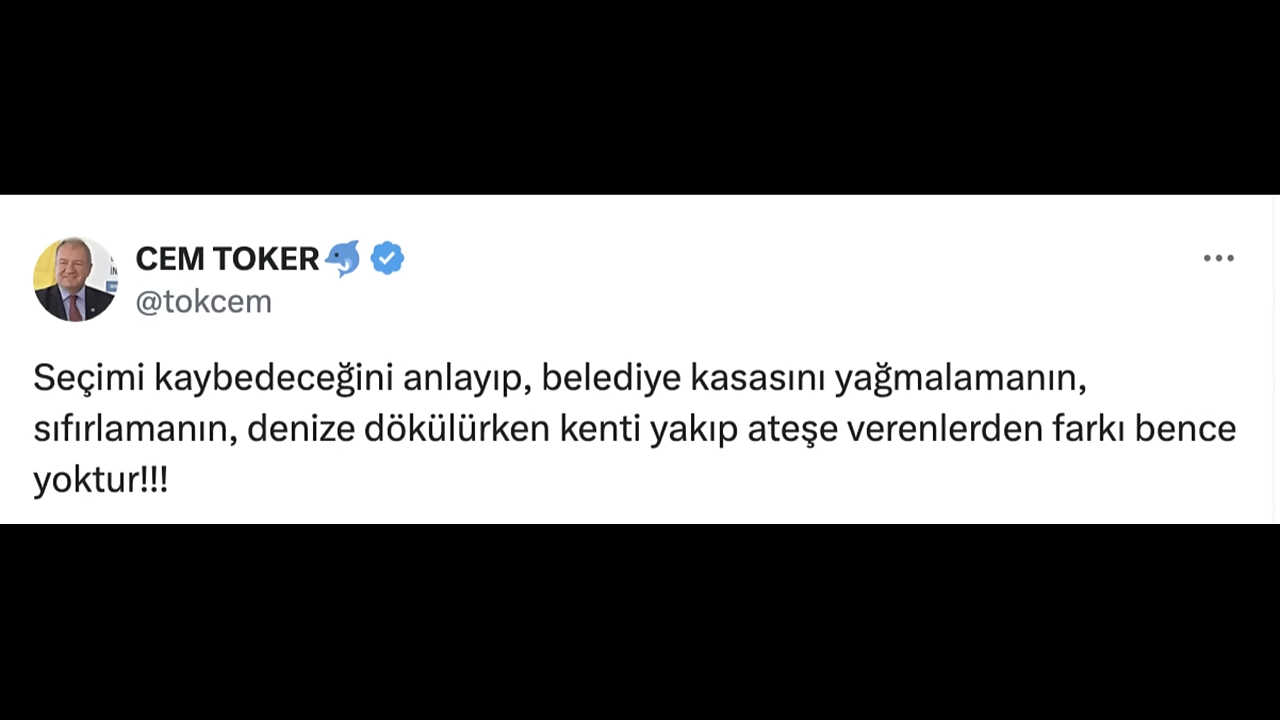 CEM TOKER🐬
@tokcem
Seçimi kaybedeceğini anlayıp, belediye kasasını yağmalamanın,
sıfırlamanın, denize dökülürken kenti yakıp ateşe verenlerden farkı bence
yoktur!!!